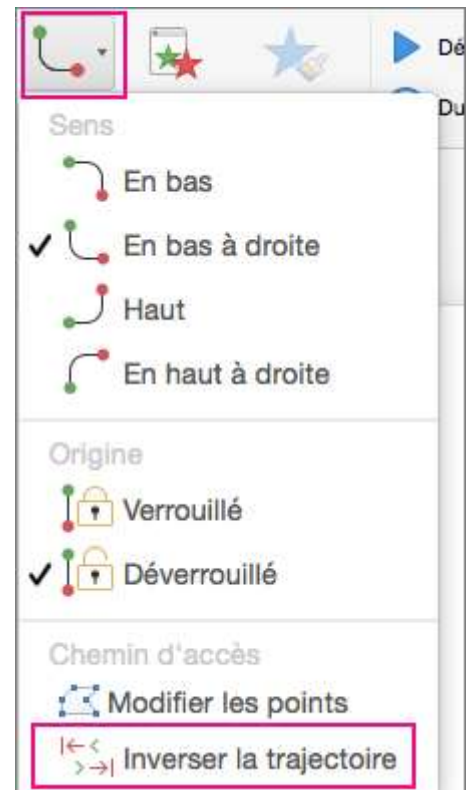 Dé
Du
Sens
En bas
En bas à droite
Haut
En haut à droite
Origine
Verrouillé
Déverrouillé
Chemin d'accès
Modifier les points
Inverser la trajectoire